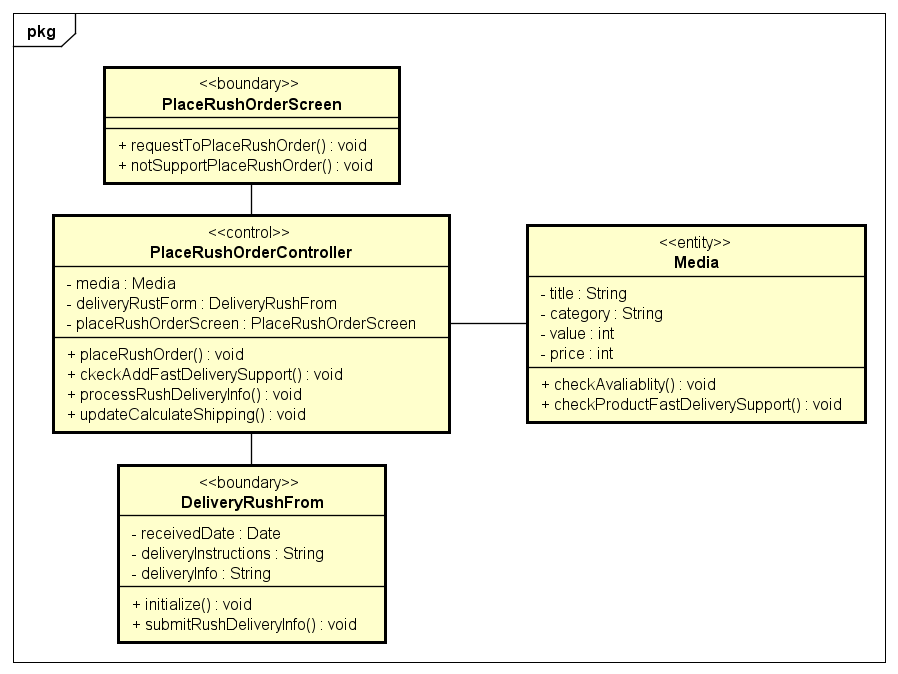 pkg
<<boundary>>
PlaceRushOrderScreen
+ requestToPlaceRushOrder() : void
+ notSupportPlaceRushOrder() : void
<<control>>
PlaceRushOrderController
- media : Media
- deliveryRustForm : DeliveryRushFrom
- placeRushOrderScreen : PlaceRushOrderScreen
+ placeRushOrder() : void
+ ckeckAddFastDeliverySupport() : void
+ processRushDeliveryInfo() : void
+ updateCalculateShipping() : void
<<entity>>
Media
- title : String
- category : String
- value : int
- price : int
+ checkAvaliablity() : void
+ checkProductFastDeliverySupport() : void
<<boundary>>
DeliveryRushFrom
- receivedDate : Date
- deliveryInstructions : String
- deliveryInfo : String
+ initialize() : void
+ submitRushDeliveryInfo() : void